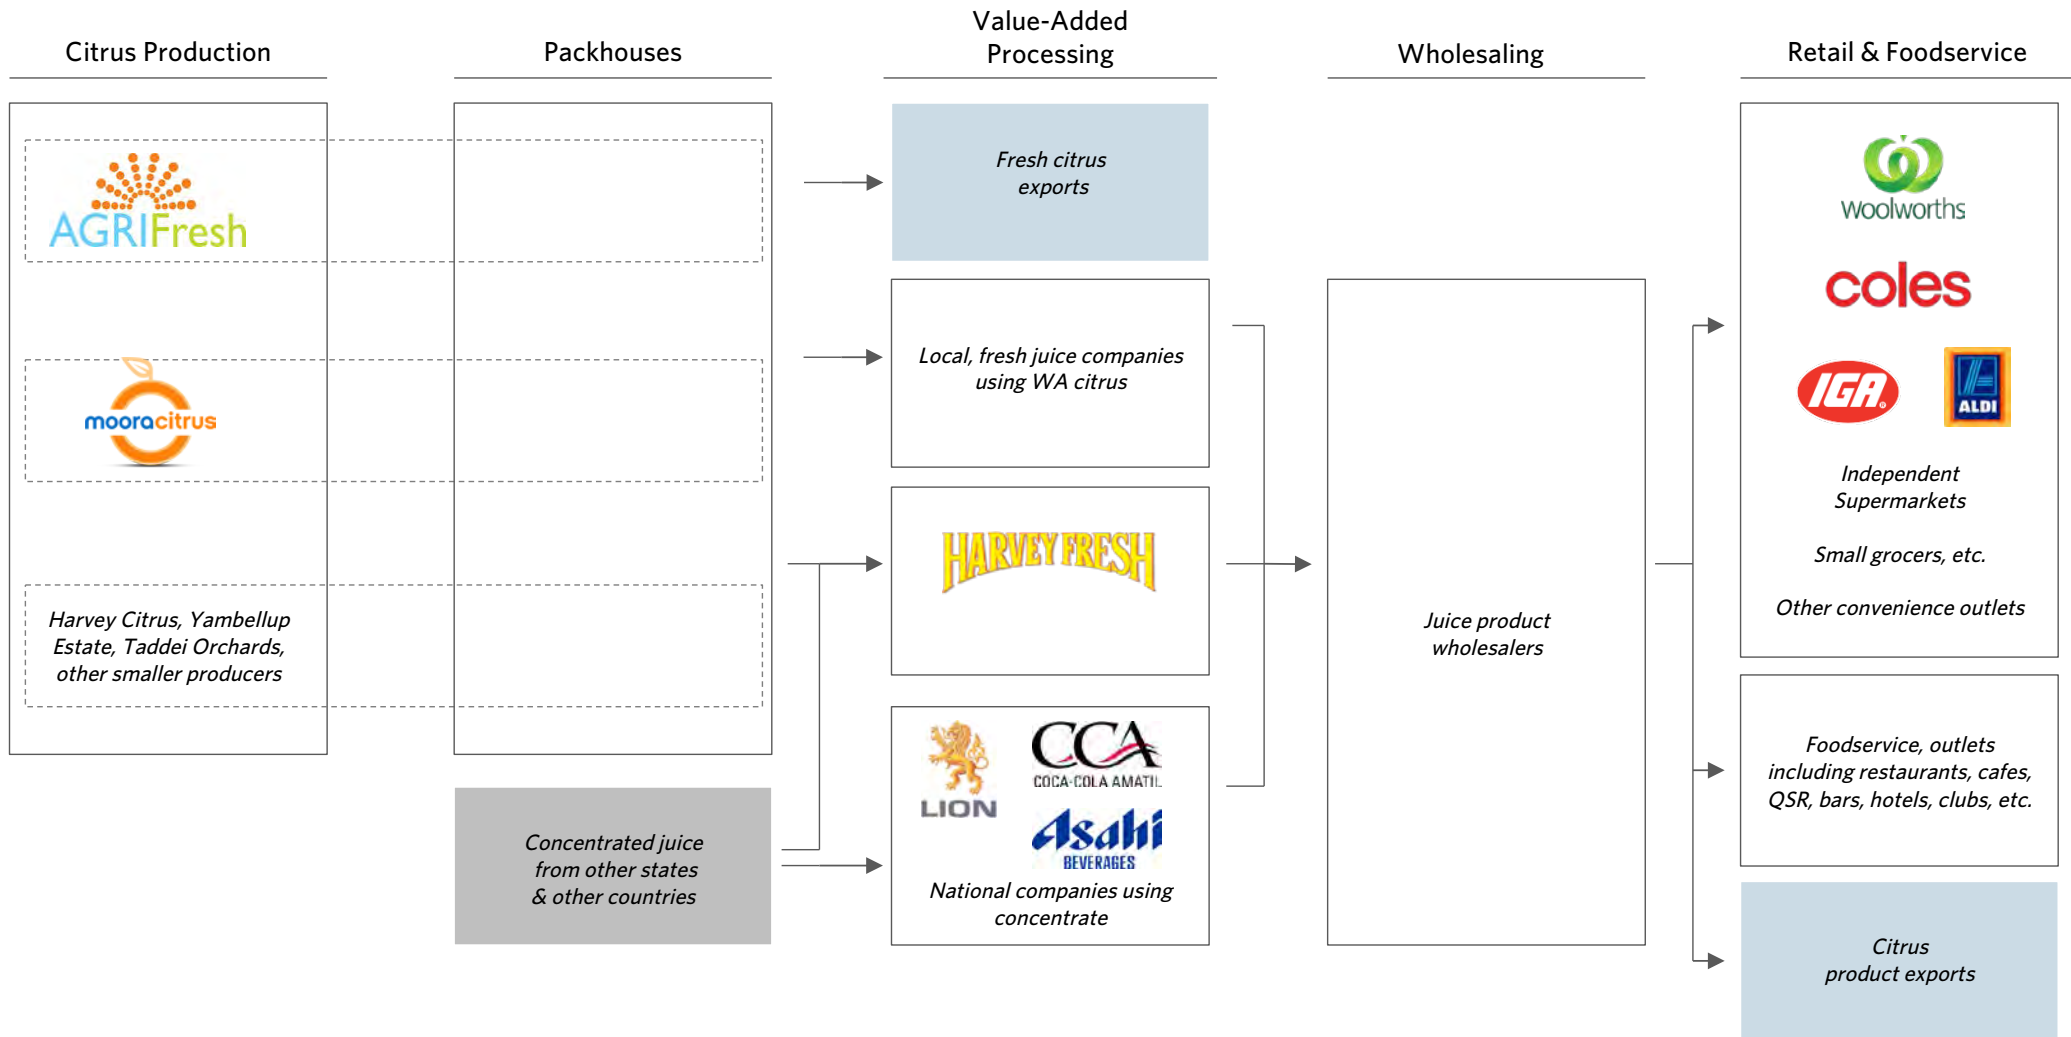 Citrus Production
Packhouses
Value-Added
Processing
Wholesaling
Retail & Foodservice
AGRIFresh
mooracitrus
Harvey Citrus, Yambellup
Estate, Taddei Orchards,
other smaller producers
Concentrated juice
from other states
& other countries
Fresh citrus
exports
Local, fresh juice companies
using WA citrus
HARVEY FRESH
LION
CCA
COCA-COLA AMATIL
Asahi
BEVERAGES
National companies using
concentrate
Juice product
wholesalers
Woolworths
coles
IGA
ALDI
Independent
Supermarkets
Small grocers, etc.
Other convenience outlets
Foodservice, outlets
including restaurants, cafes,
QSR, bars, hotels, clubs, etc.
Citrus
product exports